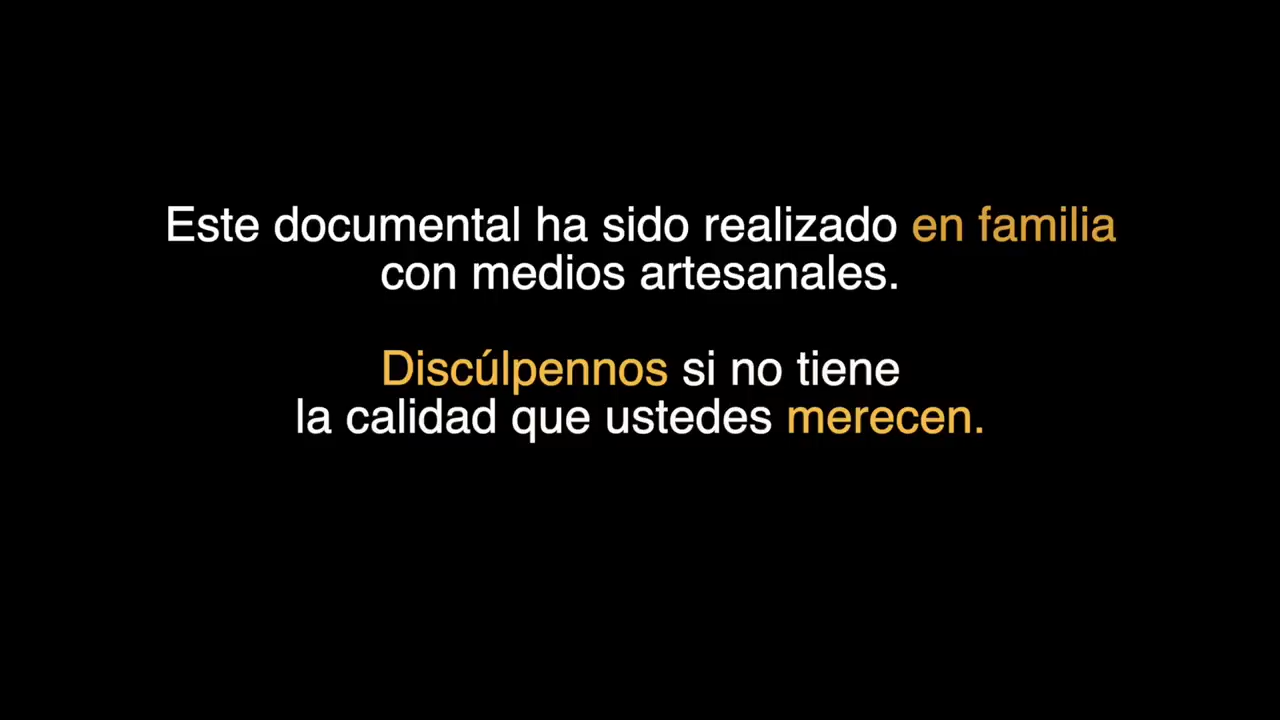 Este documental ha sido realizado en familia
con medios artesanales.
Discúlpennos si no tiene
la calidad que ustedes merecen.